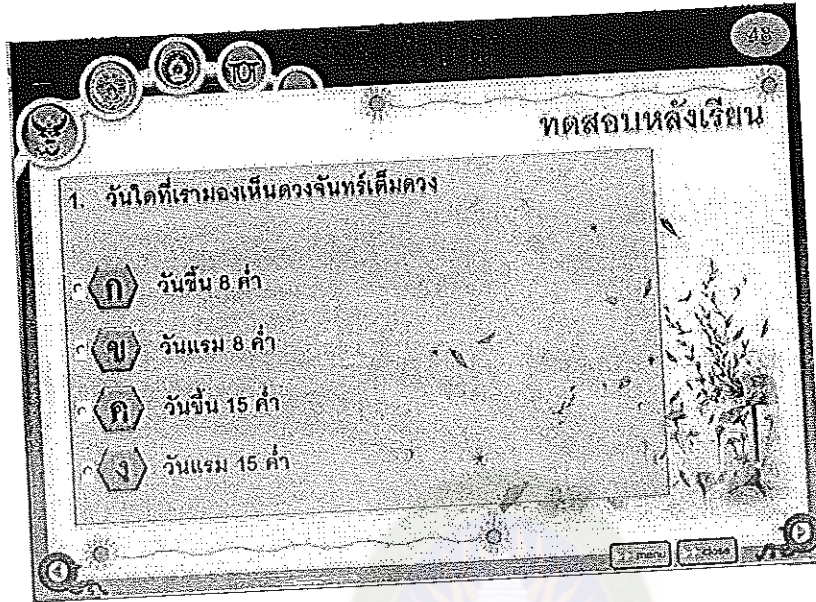 48
ทดสอบหลังเรียน
1. วันใดที่เรามองเห็นดวงจันทร์เต็มดวง
ก วันขึ้น 8 ค่ำ
ข วันแรม 8 ค่ำ
ค วันขึ้น 15 ค่ำ
ง วันแรม 15 ค่ำ
menu close